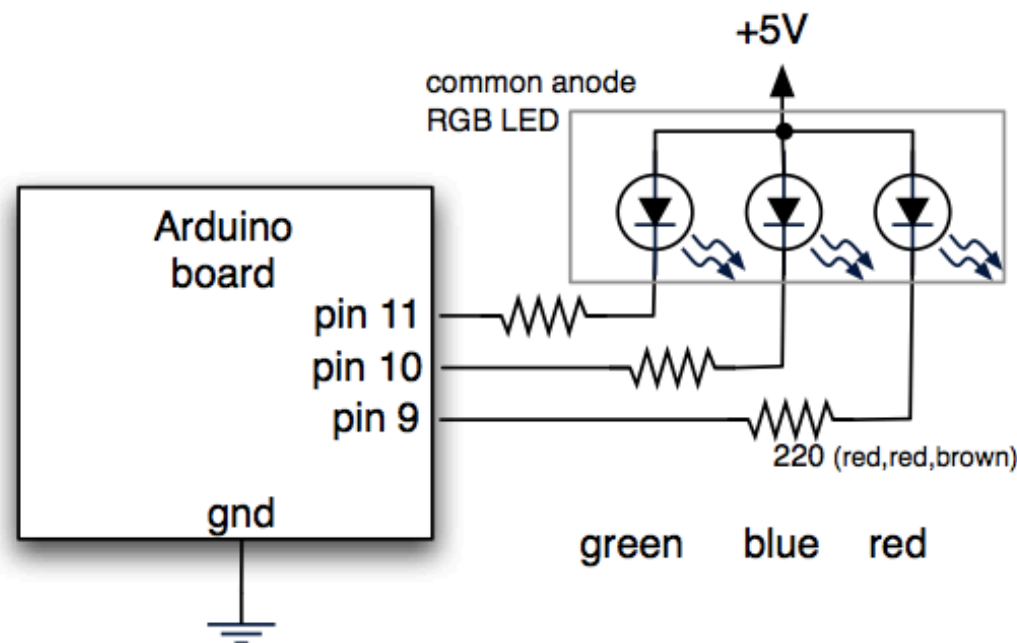 +5V
common anode
RGB LED
Arduino
board
pin 11
pin 10
pin 9
220 (red,red,brown)
gnd
green blue red